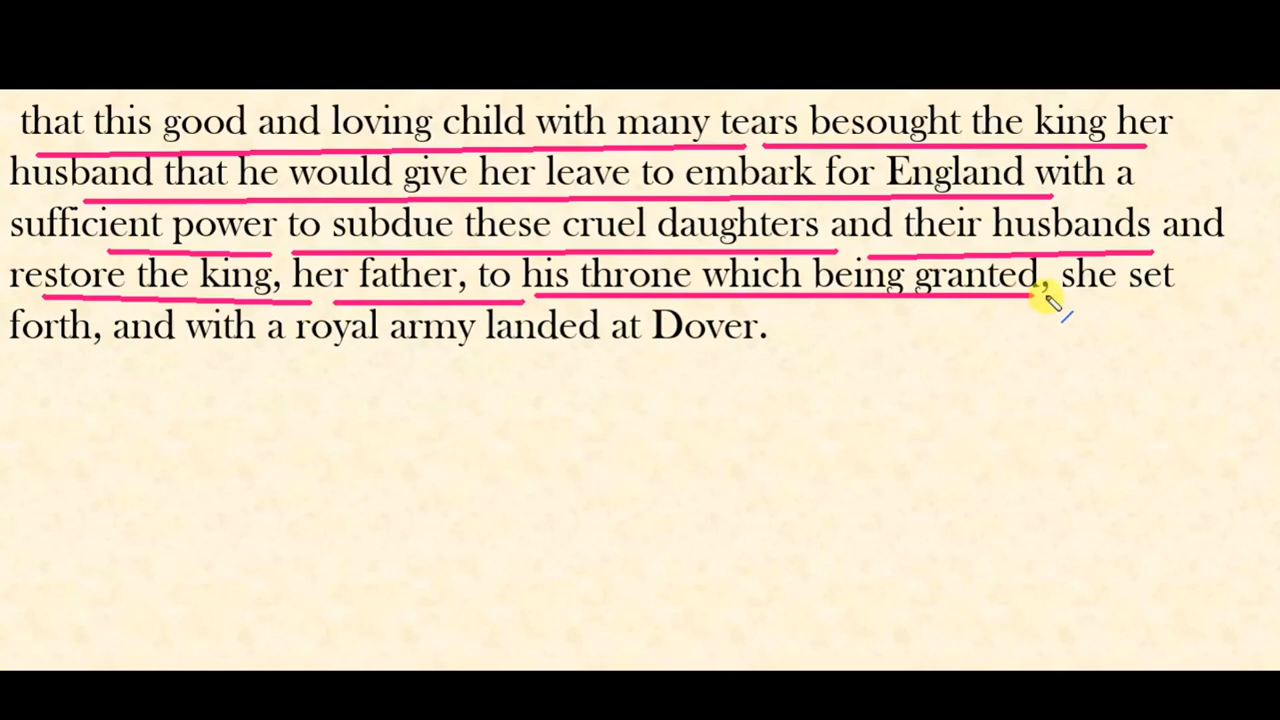 that this good and loving child with many tears besought the king her
husband that he would give her leave to embark for England with a
sufficient power to subdue these cruel daughters and their husbands and
restore the king, her father, to his throne which being granted, she set
forth, and with a royal army landed at Dover.